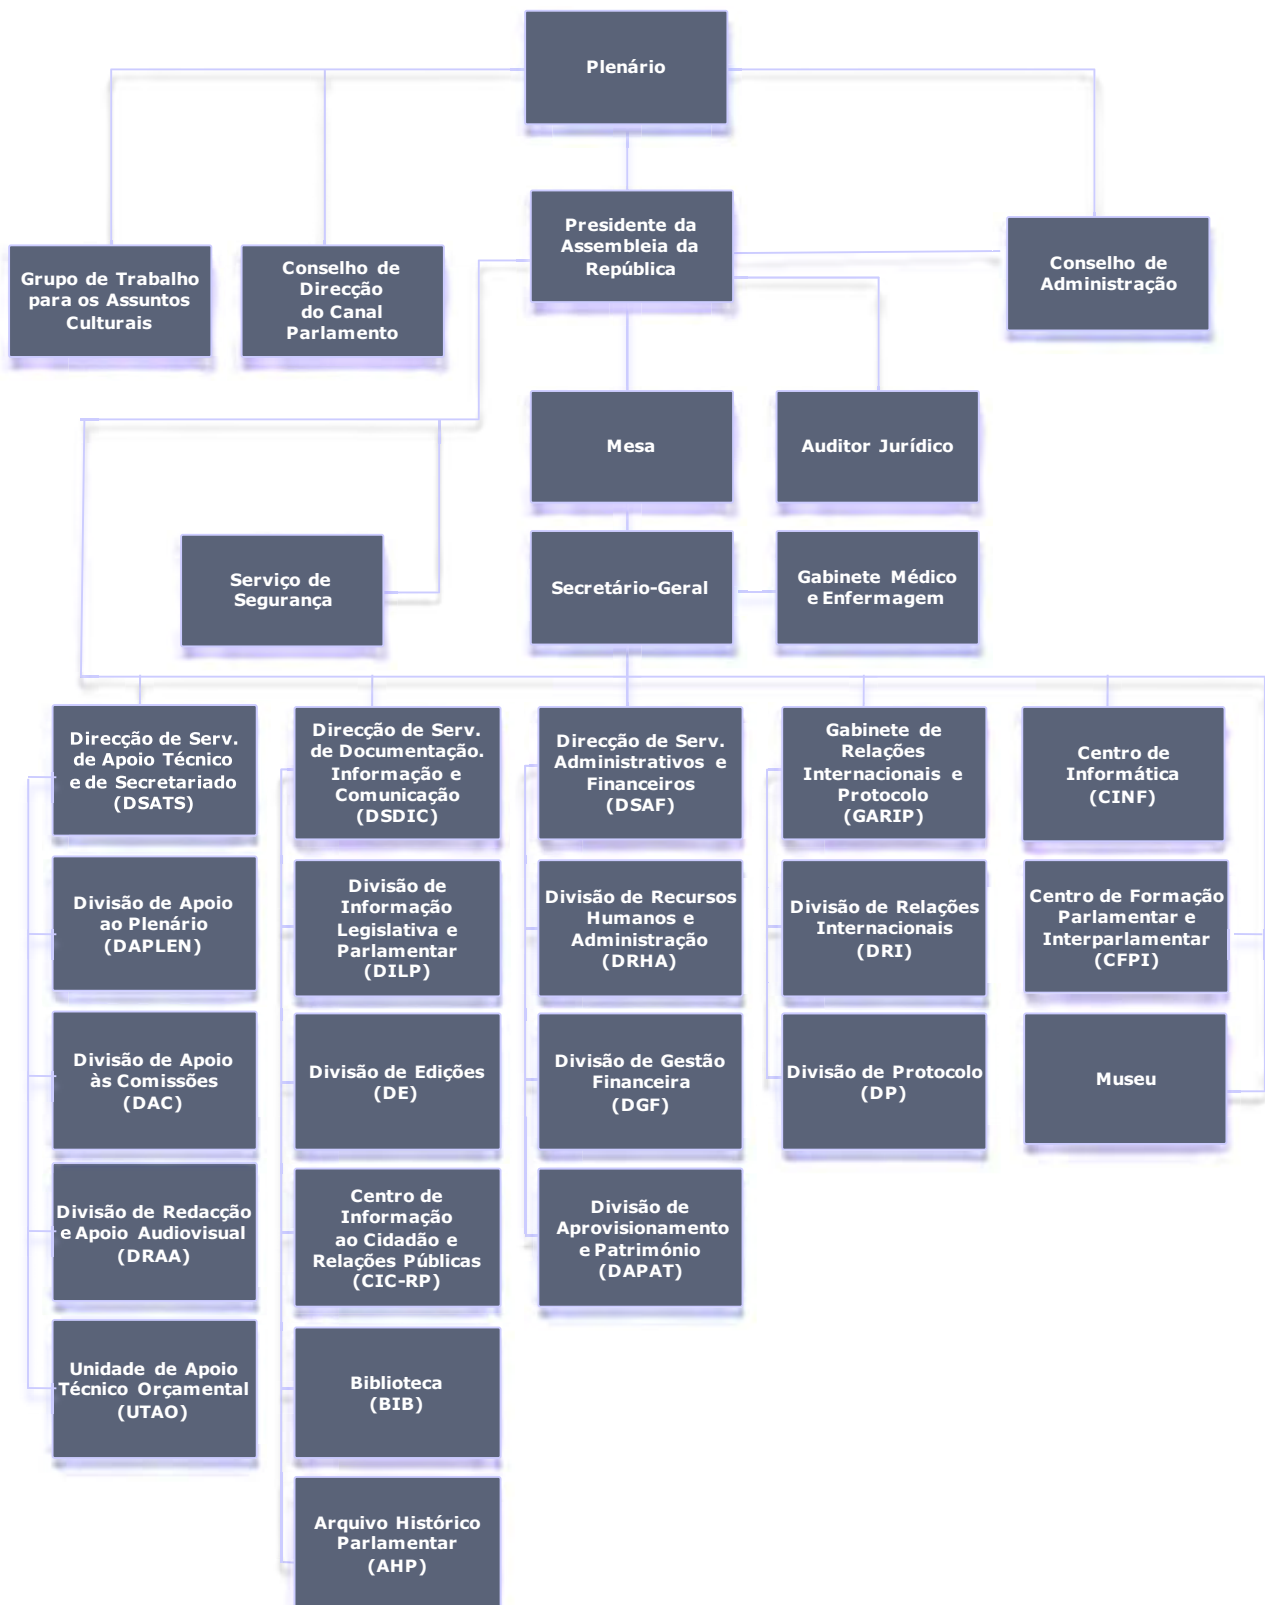 Plenário
Presidente da
Assembleia da
República
Grupo de Trabalho
para os Assuntos
Culturais
Conselho de
Direcção
do Canal
Parlamento
Conselho de
Administração
Mesa
Auditor Jurídico
Serviço de
Segurança
Secretário-Geral
Gabinete Médico
e Enfermagem
Direcção de Serv.
de Apoio Técnico
e de Secretariado
(DSATS)
Direcção de Serv.
de Documentação.
Informação e
Comunicação
(DSDIC)
Direcção de Serv.
Administrativos e
Financeiros
(DSAF)
Gabinete de
Relações
Internacionais e
Protocolo
(GARIP)
Centro de
Informática
(CINF)
Divisão de Apoio
ao Plenário
(DAPLEN)
Divisão de
Informação
Legislativa e
Parlamentar
(DILP)
Divisão de Recursos
Humanos e
Administração
(DRHA)
Divisão de Relações
Internacionais
(DRI)
Centro de Formação
Parlamentar e
Interparlamentar
(CFPI)
Divisão de Apoio
às Comissões
(DAC)
Divisão de Edições
(DE)
Divisão de Gestão
Financeira
(DGF)
Divisão de Protocolo
(DP)
Museu
Divisão de Redacção
e Apoio Audiovisual
(DRAA)
Centro de
Informação
ao Cidadão e
Relações Públicas
(CIC-RP)
Divisão de
Aprovisionamento
e Património
(DAPAT)
Unidade de Apoio
Técnico Orçamental
(UTAO)
Biblioteca
(BIB)
Arquivo Histórico
Parlamentar
(AHP)